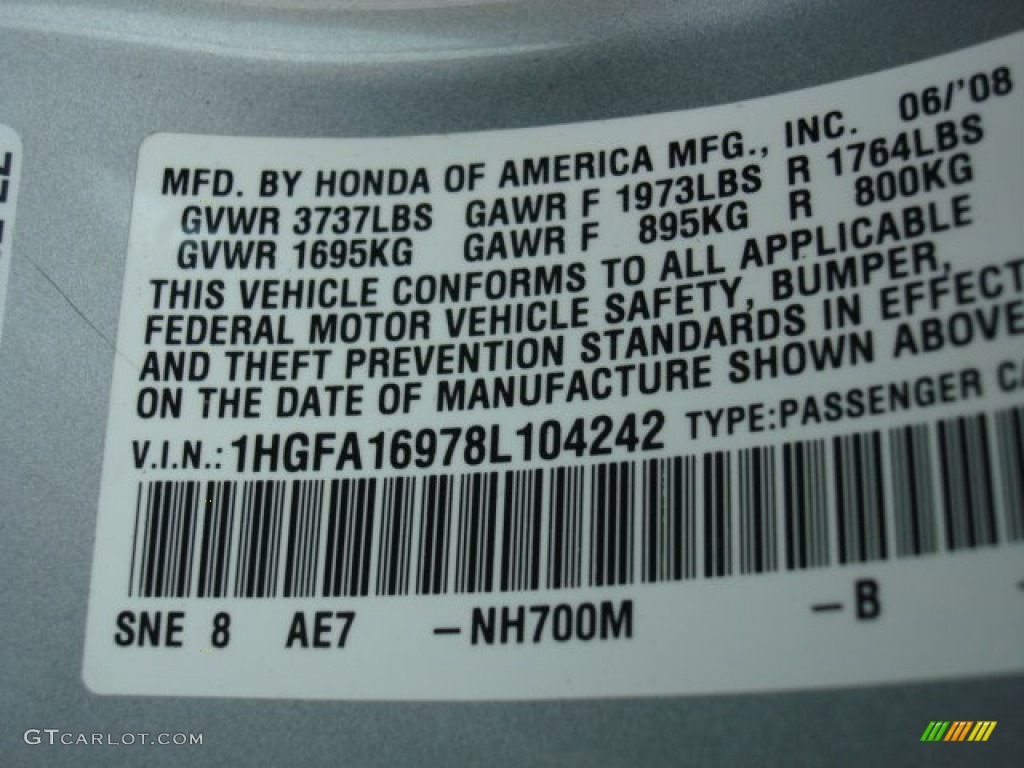 MFD. BY HONDA OF AMERICA MFG., INC. 06/'08
GVWR 3737LBS GAWR F 1973LBS R 1764LBS
GVWR 1695KG GAWR F 895KG R 800KG
THIS VEHICLE CONFORMS TO ALL APPLICABLE
FEDERAL MOTOR VEHICLE SAFETY, BUMPER,
AND THEFT PREVENTION STANDARDS IN EFFECT
ON THE DATE OF MANUFACTURE SHOWN ABOVE
V.I.N.: 1HGFA16978L104242 TYPE:PASSENGER CA
SNE 8 AE7 –NH700M –B
GTCARLOT.COM